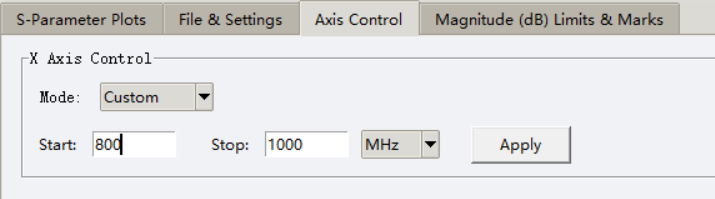 S-Parameter Plots File & Settings Axis Control Magnitude (dB) Limits & Marks
X Axis Control
Mode: Custom
Start: 800 Stop: 1000 MHz Apply